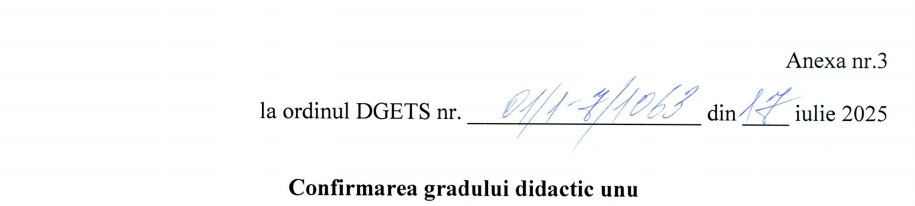 Anexa nr.3
la ordinul DGETS nr. 01/1-7/1063 din 17 iulie 2025
Confirmarea gradului didactic unu